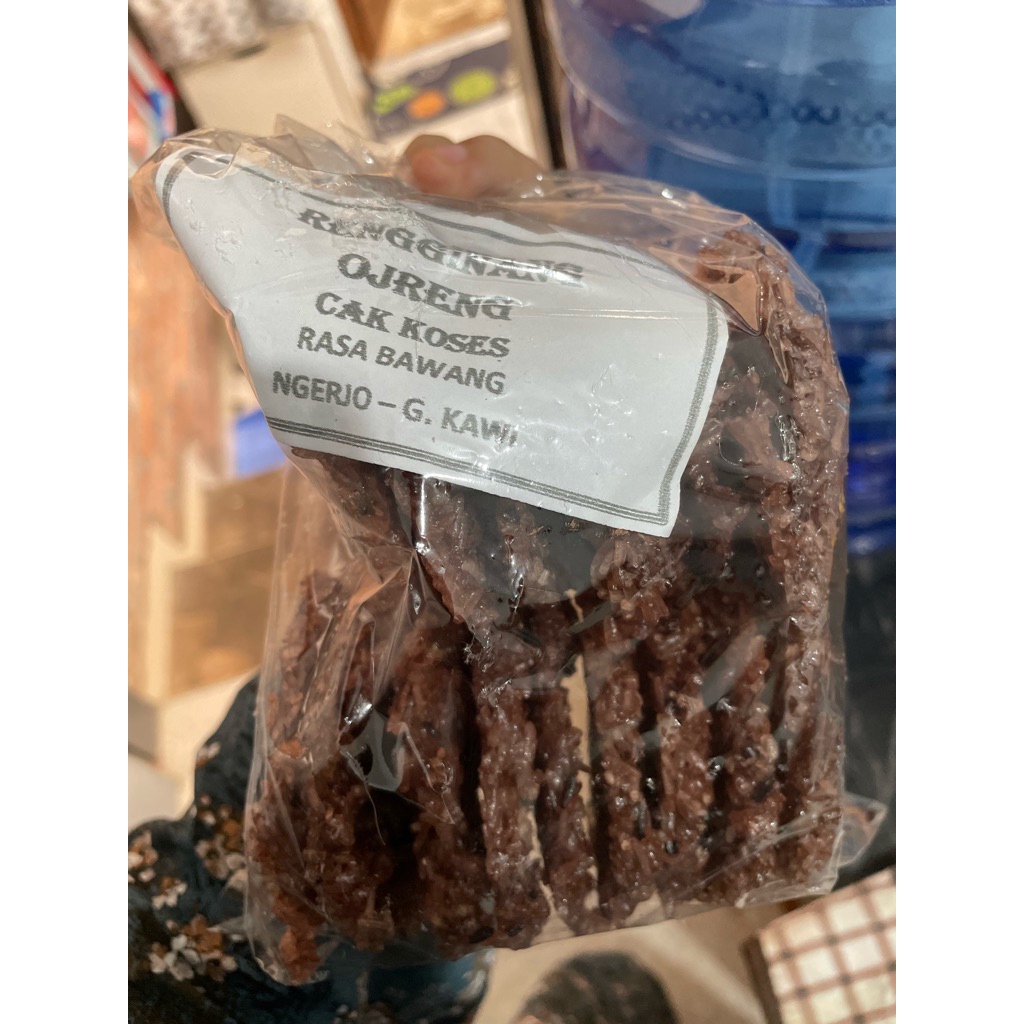 RENGGINANG
OJRENG
CAK KOSES
RASA BAWANG
NGERJO – G. KAWI